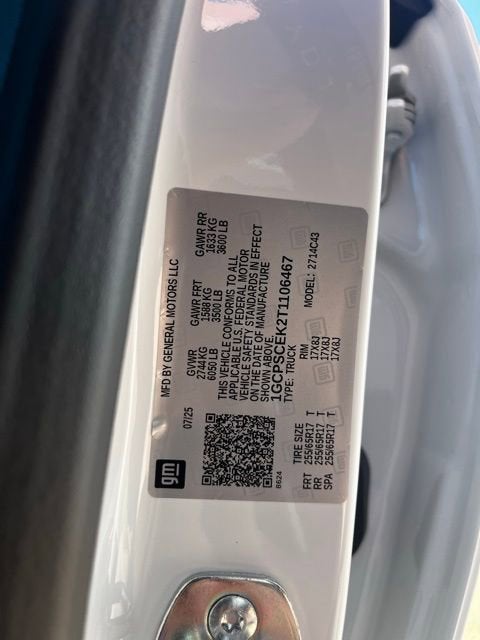 MFD BY GENERAL MOTORS LLC
07/25
GVWR GAWR FRT GAWR RR
2744 KG 1588 KG 1633 KG
6050 LB 3500 LB 3600 LB
THIS VEHICLE CONFORMS TO ALL
APPLICABLE U.S. FEDERAL MOTOR
VEHICLE SAFETY STANDARDS IN EFFECT
ON THE DATE OF MANUFACTURE
SHOWN ABOVE.
1GCPSCEK2T1106467
TYPE: TRUCK MODEL: 2714C43
gm
8624
TIRE SIZE RIM
FRT 255/65R17 T 17X8J
RR 255/65R17 T 17X8J
SPA 255/65R17 T 17X8J